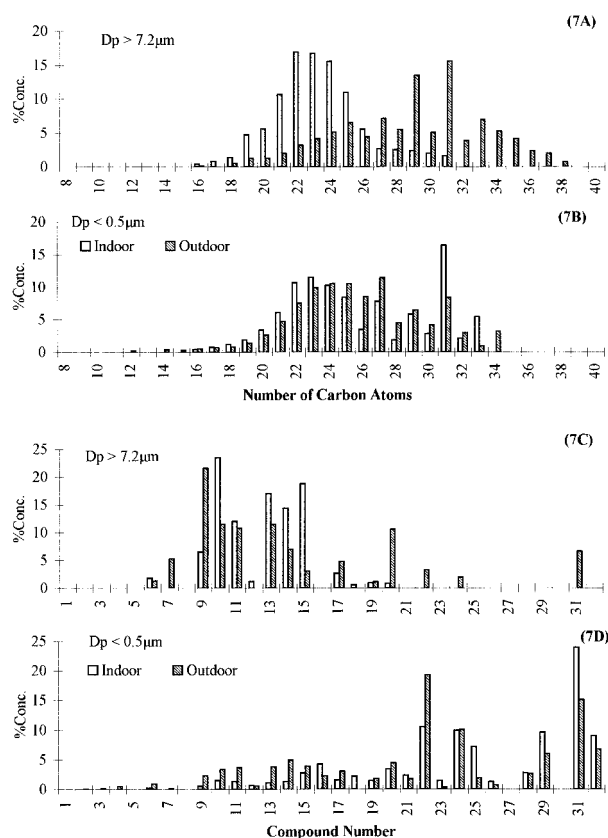 (7A)
Dp > 7.2µm
%Conc.
20
15
10
5
0
8 10 12 14 16 18 20 22 24 26 28 30 32 34 36 38 40
(7B)
Dp < 0.5µm
Indoor Outdoor
%Conc.
20
15
10
5
0
8 10 12 14 16 18 20 22 24 26 28 30 32 34 36 38 40
Number of Carbon Atoms
(7C)
Dp > 7.2µm
%Conc.
25
20
15
10
5
0
1 3 5 7 9 11 13 15 17 19 21 23 25 27 29 31
(7D)
Dp < 0.5µm
Indoor Outdoor
%Conc.
25
20
15
10
5
0
1 3 5 7 9 11 13 15 17 19 21 23 25 27 29 31
Compound Number